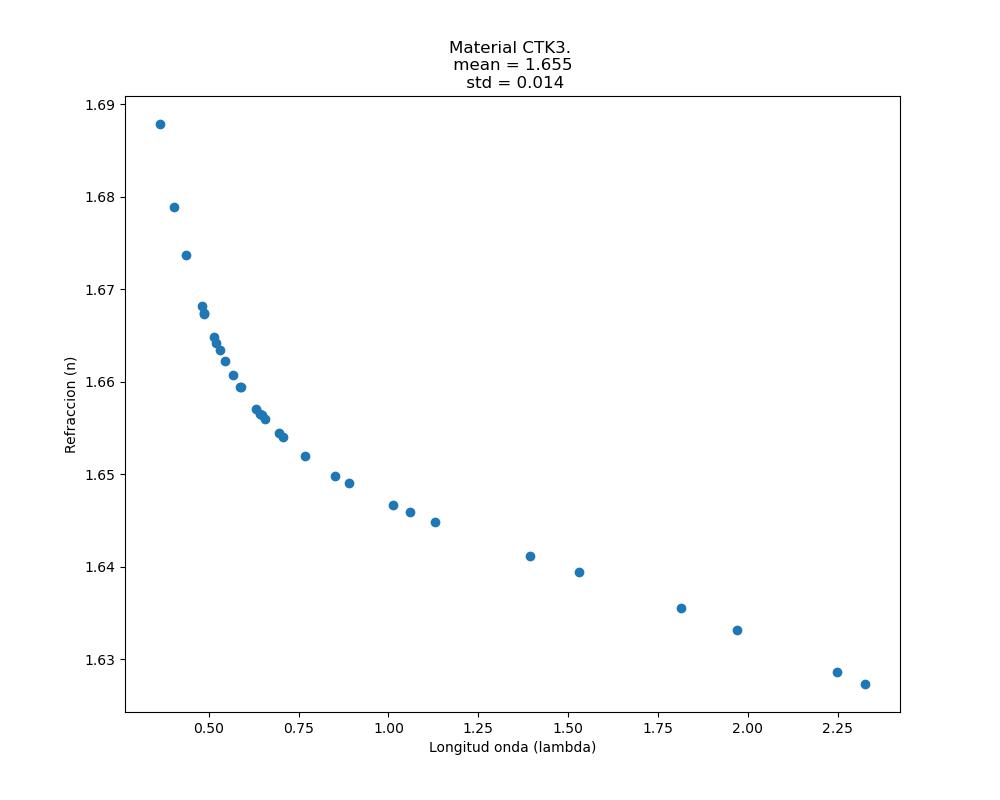 Material CTK3.
mean = 1.655
std = 0.014
1.69
1.68
1.67
1.66
1.65
1.64
1.63
Refraccion (n)
0.50 0.75 1.00 1.25 1.50 1.75 2.00 2.25
Longitud onda (lambda)